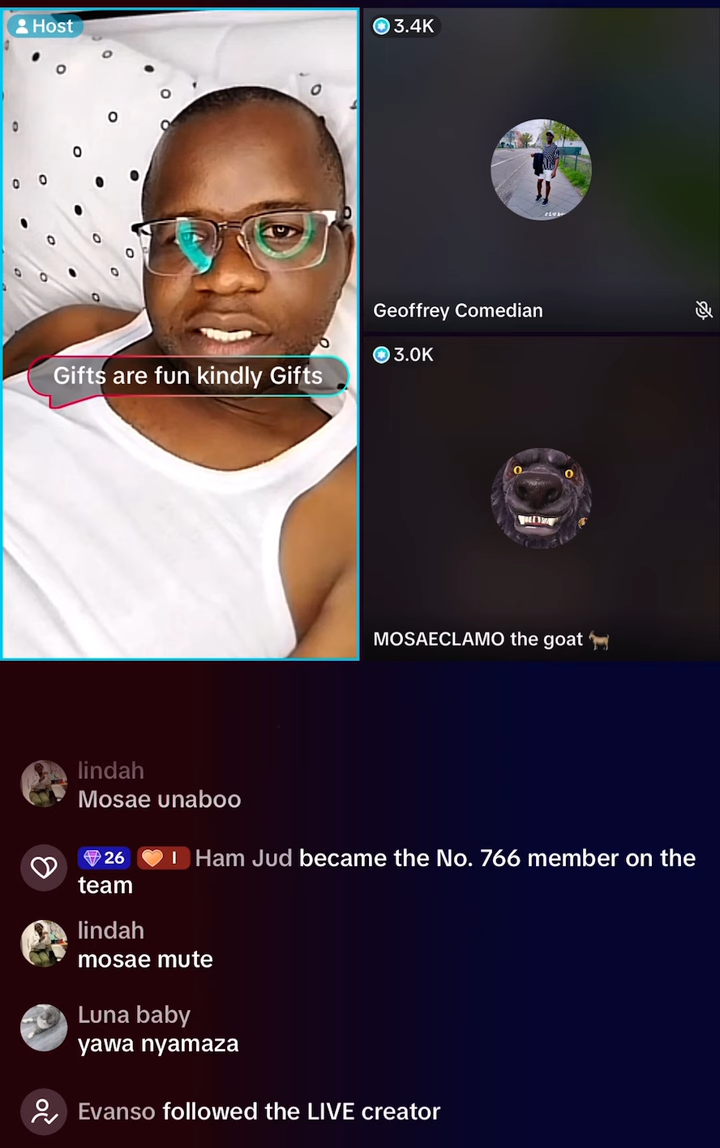 Host
Gifts are fun kindly Gifts
3.4K
Geoffrey Comedian
3.0K
MOSAECLAMO the goat 🐐
lindah
Mosae unaboo
26 I Ham Jud became the No. 766 member on the
team
lindah
mosae mute
Luna baby
yawa nyamaza
Evanso followed the LIVE creator